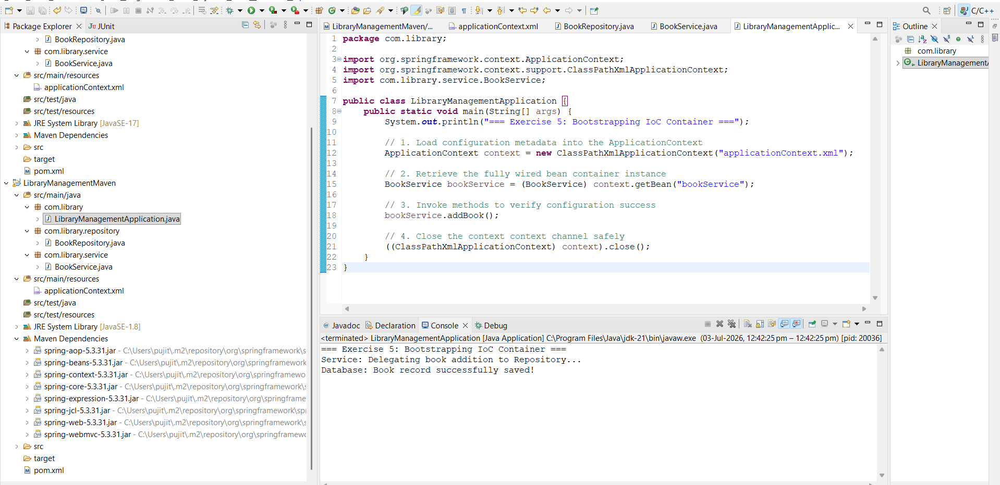 C/C++
Package Explorer
JUnit
BookRepository.java
com.library.service
BookService.java
src/main/resources
applicationContext.xml
src/test/java
src/test/resources
JRE System Library [JavaSE-17]
Maven Dependencies
src
target
pom.xml
LibraryManagementMaven
src/main/java
com.library
LibraryManagementApplication.java
com.library.repository
BookRepository.java
com.library.service
BookService.java
src/main/resources
applicationContext.xml
src/test/java
src/test/resources
JRE System Library [JavaSE-1.8]
Maven Dependencies
spring-aop-5.3.31.jar - C:\Users\pujit\.m2\repository\org\springframework\s
spring-beans-5.3.31.jar - C:\Users\pujit\.m2\repository\org\springframework
spring-context-5.3.31.jar - C:\Users\pujit\.m2\repository\org\springframewo
spring-core-5.3.31.jar - C:\Users\pujit\.m2\repository\org\springframework\
spring-expression-5.3.31.jar - C:\Users\pujit\.m2\repository\org\springframe
spring-jcl-5.3.31.jar - C:\Users\pujit\.m2\repository\org\springframework\sp
spring-web-5.3.31.jar - C:\Users\pujit\.m2\repository\org\springframework\s
spring-webmvc-5.3.31.jar - C:\Users\pujit\.m2\repository\org\springframew
src
target
pom.xml
LibraryManagementMaven/...
applicationContext.xml
BookRepository.java
BookService.java
LibraryManagementApplic...
1 package com.library;
2
3 import org.springframework.context.ApplicationContext;
4 import org.springframework.context.support.ClassPathXmlApplicationContext;
5 import com.library.service.BookService;
6
7 public class LibraryManagementApplication {
8 public static void main(String[] args) {
9 System.out.println("=== Exercise 5: Bootstrapping IoC Container ===");
10
11 // 1. Load configuration metadata into the ApplicationContext
12 ApplicationContext context = new ClassPathXmlApplicationContext("applicationContext.xml");
13
14 // 2. Retrieve the fully wired bean container instance
15 BookService bookService = (BookService) context.getBean("bookService");
16
17 // 3. Invoke methods to verify configuration success
18 bookService.addBook();
19
20 // 4. Close the context context channel safely
21 ((ClassPathXmlApplicationContext) context).close();
22 }
23 }
Javadoc
Declaration
Console
Debug
<terminated> LibraryManagementApplication [Java Application] C:\Program Files\Java\jdk-21\bin\javaw.exe (03-Jul-2026, 12:42:25 pm – 12:42:25 pm) [pid: 20036]
=== Exercise 5: Bootstrapping IoC Container ===
Service: Delegating book addition to Repository...
Database: Book record successfully saved!
Outline
com.library
LibraryManagementA